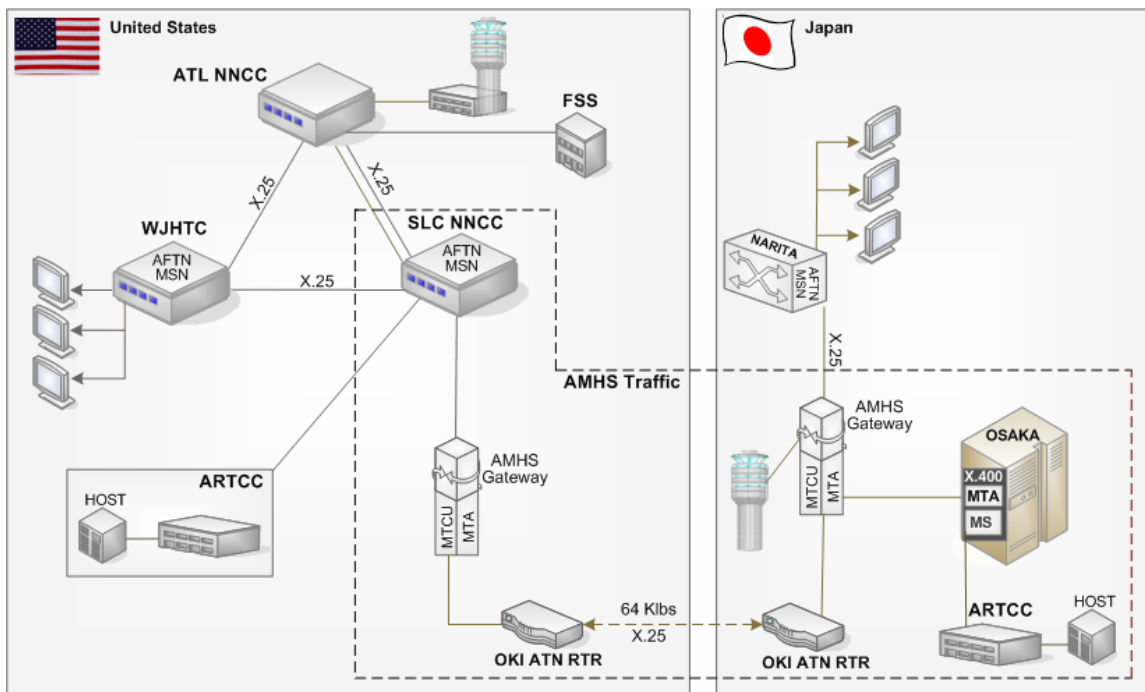 United States
ATL NNCC
FSS
X.25
X.25
WJHTC
AFTN
MSN
SLC NNCC
AFTN
MSN
X.25
AMHS Traffic
AMHS
Gateway
MTCU
MTA
ARTCC
HOST
OKI ATN RTR
64 Klbs
X.25
Japan
NARITA
AFTN
MSN
X.25
AMHS
Gateway
MTCU
MTA
OSAKA
X.400
MTA
MS
OKI ATN RTR
ARTCC
HOST